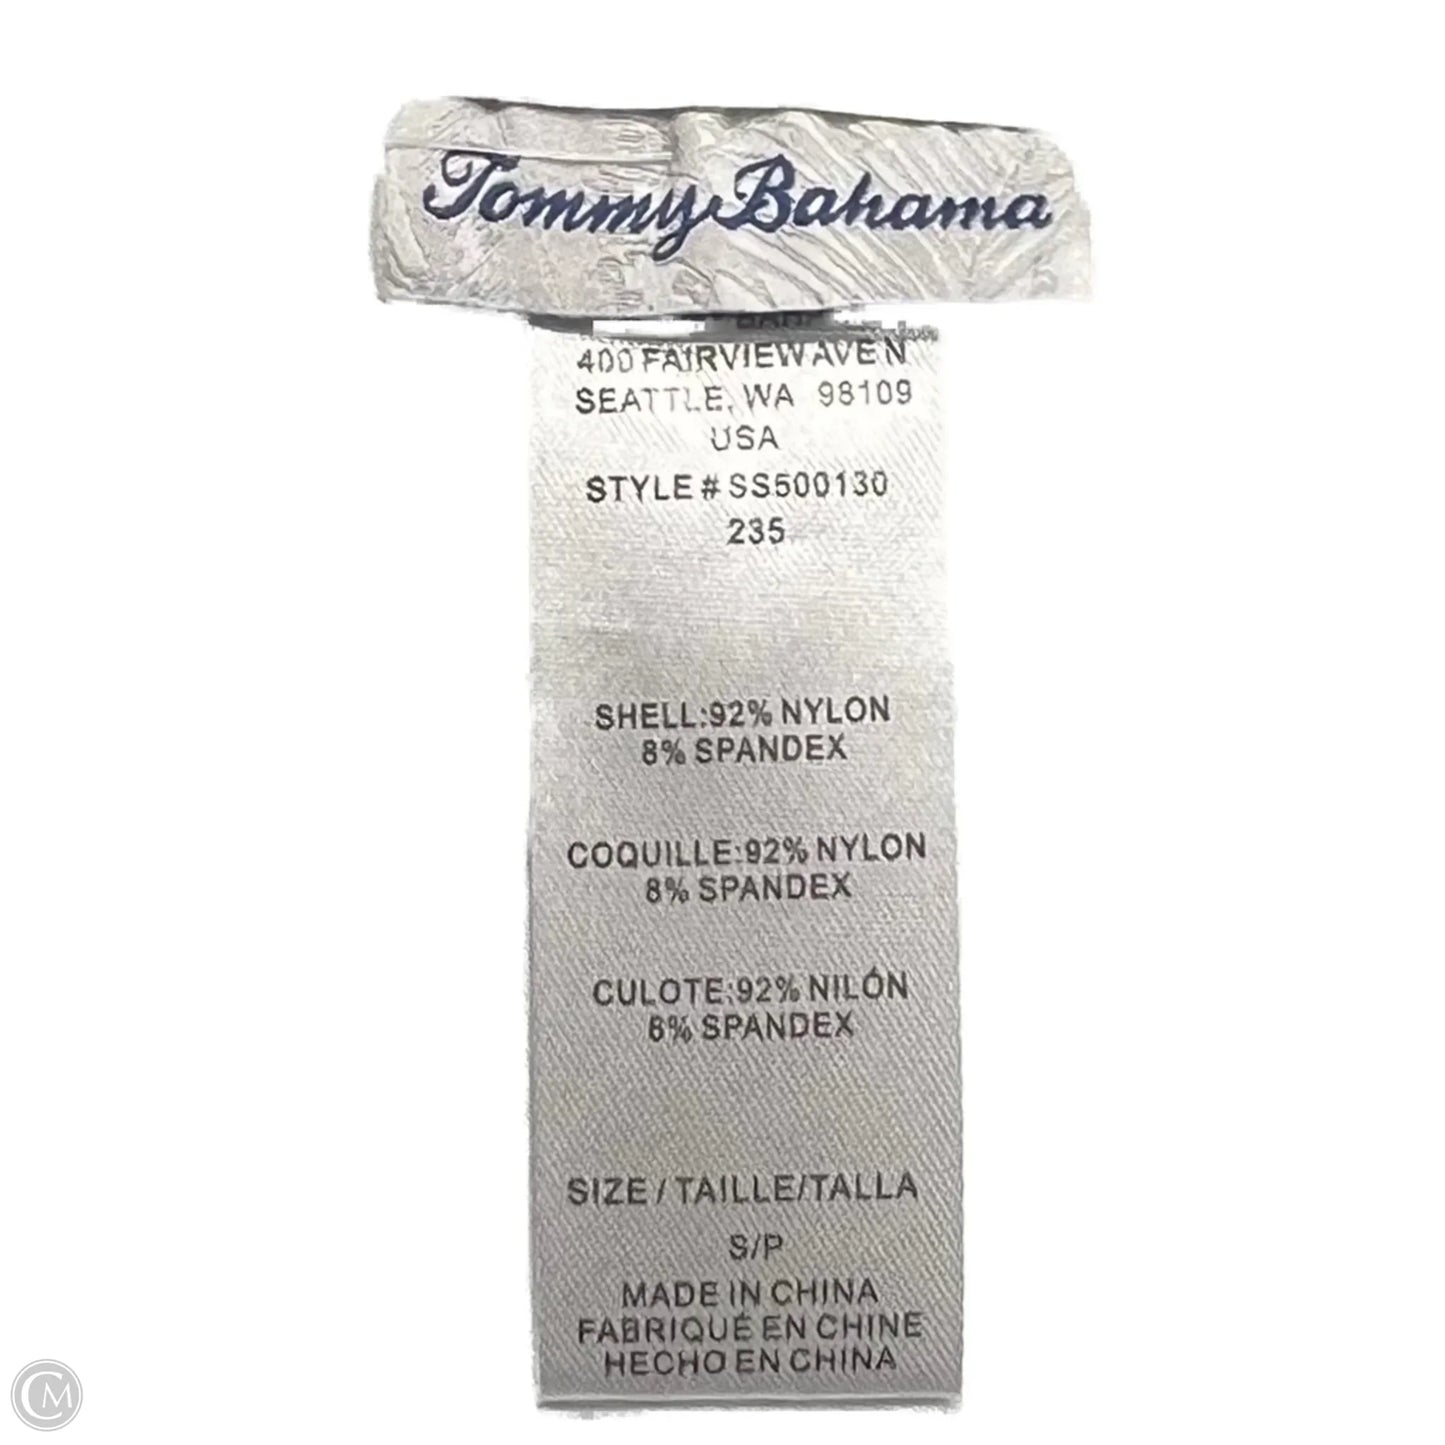 Tommy Bahama
400 FAIRVIEW AVE N
SEATTLE, WA 98109
USA
STYLE # SS500130
235
SHELL:92% NYLON
8% SPANDEX
COQUILLE:92% NYLON
8% SPANDEX
CULOTE:92% NILÓN
8% SPANDEX
SIZE / TAILLE/TALLA
S/P
MADE IN CHINA
FABRIQUÉ EN CHINE
HECHO EN CHINA
CM